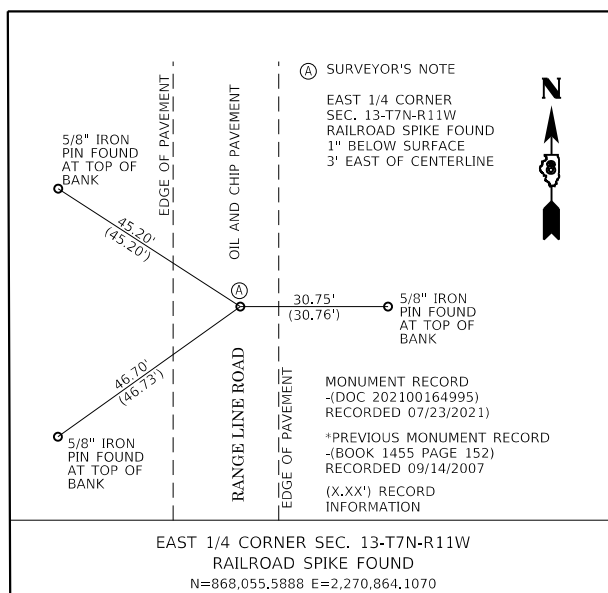 Ⓐ SURVEYOR'S NOTE
EAST 1/4 CORNER
SEC. 13-T7N-R11W
RAILROAD SPIKE FOUND
1" BELOW SURFACE
3' EAST OF CENTERLINE
N
8
5/8" IRON
PIN FOUND
AT TOP OF
BANK
EDGE OF PAVEMENT
OIL AND CHIP PAVEMENT
45.20'
(45.20')
A
30.75'
(30.76')
5/8" IRON
PIN FOUND
AT TOP OF
BANK
46.70'
(46.73')
5/8" IRON
PIN FOUND
AT TOP OF
BANK
RANGE LINE ROAD
EDGE OF PAVEMENT
MONUMENT RECORD
-(DOC 202100164995)
RECORDED 07/23/2021)
*PREVIOUS MONUMENT RECORD
-(BOOK 1455 PAGE 152)
RECORDED 09/14/2007
(X.XX') RECORD
INFORMATION
EAST 1/4 CORNER SEC. 13-T7N-R11W
RAILROAD SPIKE FOUND
N=868,055.5888 E=2,270,864.1070